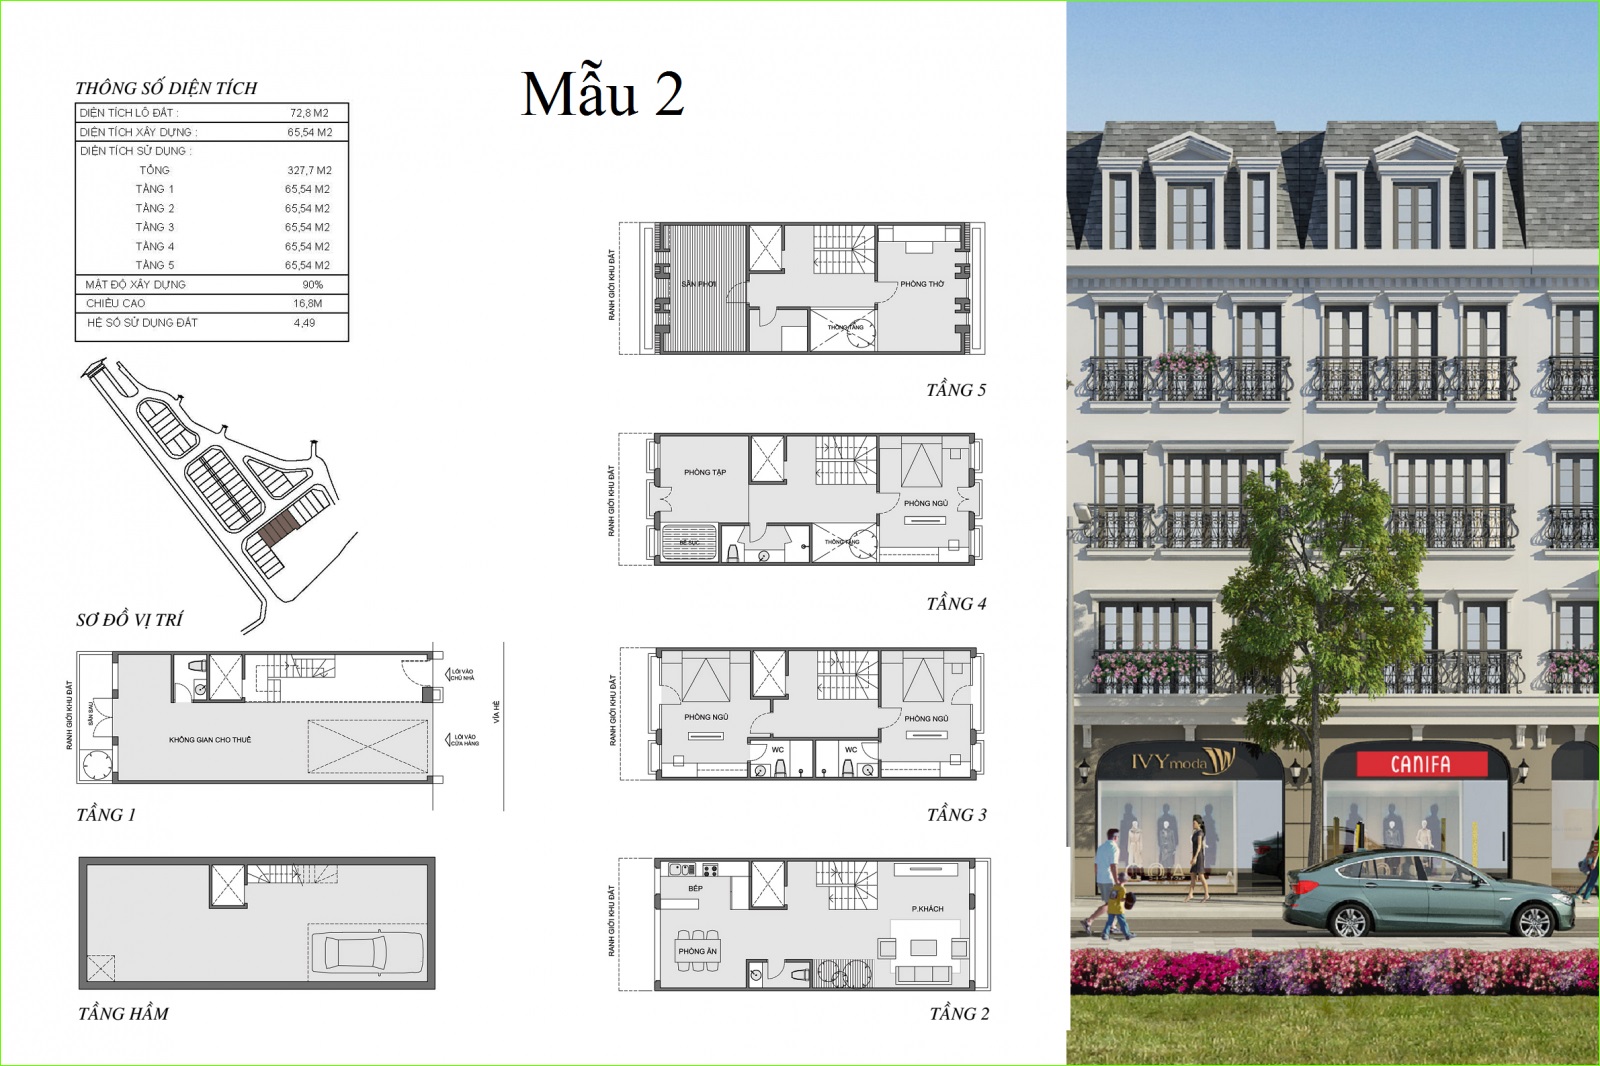 Mẫu 2
THÔNG SỐ DIỆN TÍCH
DIỆN TÍCH LÔ ĐẤT : 72,8 M2
DIỆN TÍCH XÂY DỰNG : 65,54 M2
DIỆN TÍCH SỬ DỤNG :
TỔNG 327,7 M2
TẦNG 1 65,54 M2
TẦNG 2 65,54 M2
TẦNG 3 65,54 M2
TẦNG 4 65,54 M2
TẦNG 5 65,54 M2
MẬT ĐỘ XÂY DỰNG 90%
CHIỀU CAO 16,8M
HỆ SỐ SỬ DỤNG ĐẤT 4,49
SƠ ĐỒ VỊ TRÍ
RANH GIỚI KHU ĐẤT
SÂN SAU
KHÔNG GIAN CHO THUÊ
LỐI VÀO
CHỦ NHÀ
LỐI VÀO
CỬA HÀNG
VỈA HÈ
TẦNG 1
TẦNG HẦM
RANH GIỚI KHU ĐẤT
SÂN PHƠI
PHÒNG THỜ
THÔNG TẦNG
TẦNG 5
RANH GIỚI KHU ĐẤT
PHÒNG TẬP
PHÒNG NGỦ
BỂ SỤC
THÔNG TẦNG
TẦNG 4
RANH GIỚI KHU ĐẤT
PHÒNG NGỦ
PHÒNG NGỦ
WC
WC
TẦNG 3
RANH GIỚI KHU ĐẤT
BẾP
P.KHÁCH
PHÒNG ĂN
TẦNG 2
IVY moda
CANIFA